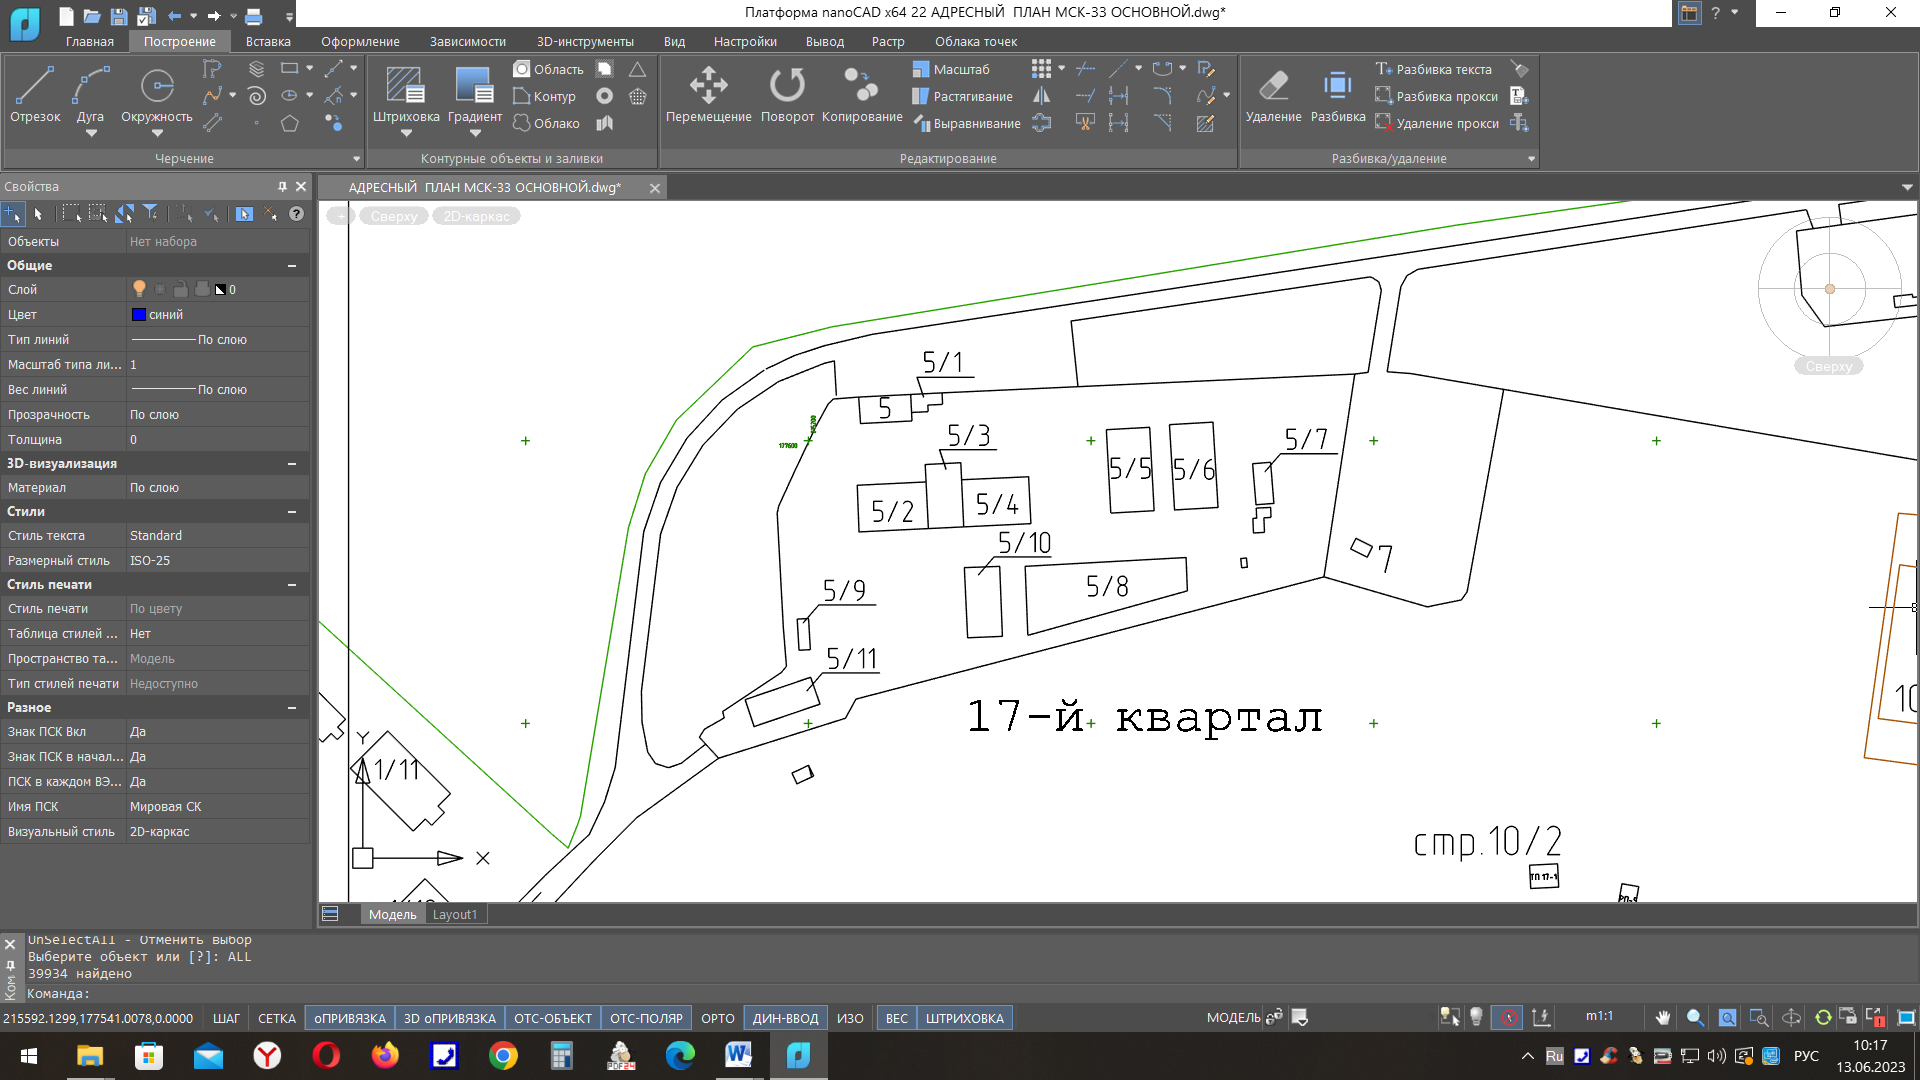 Платформа nanoCAD x64 22 АДРЕСНЫЙ ПЛАН МСК-33 ОСНОВНОЙ.dwg*
Главная Построение Вставка Оформление Зависимости 3D-инструменты Вид Настройки Вывод Растр Облака точек
Отрезок Дуга Окружность
Черчение
Штриховка Градиент
Область
Контур
Облако
Контурные объекты и заливки
Перемещение Поворот Копирование
Масштаб
Растягивание
Выравнивание
Редактирование
Удаление Разбивка
Разбивка текста
Разбивка прокси
Удаление прокси
Разбивка/удаление
Свойства
АДРЕСНЫЙ ПЛАН МСК-33 ОСНОВНОЙ.dwg*
Объекты Нет набора
Общие
Слой 0
Цвет синий
Тип линий По слою
Масштаб типа ли... 1
Вес линий По слою
Прозрачность По слою
Толщина 0
3D-визуализация
Материал По слою
Стили
Стиль текста Standard
Размерный стиль ISO-25
Стиль печати
Стиль печати По цвету
Таблица стилей ... Нет
Пространство та... Модель
Тип стилей печати Недоступно
Разное
Знак ПСК Вкл Да
Знак ПСК в начал... Да
ПСК в каждом ВЭ... Да
Имя ПСК Мировая СК
Визуальный стиль 2D-каркас
Сверху 2D-каркас
Сверху
5/1
5
5/3
5/7
5/5
5/6
5/2
5/4
5/10
7
5/8
5/9
5/11
177600
17-й квартал
1/11
Y
X
10
стр.10/2
ТП 17-1
Модель Layout1
UnSelectAll - Отменить выбор
Выберите объект или [?]: ALL
39934 найдено
Команда:
Ком
215592.1299,177541.0078,0.0000 ШАГ СЕТКА оПРИВЯЗКА 3D оПРИВЯЗКА ОТС-ОБЪЕКТ ОТС-ПОЛЯР ОРТО ДИН-ВВОД ИЗО ВЕС ШТРИХОВКА МОДЕЛЬ m1:1
Ru РУС
10:17
13.06.2023
PDF24